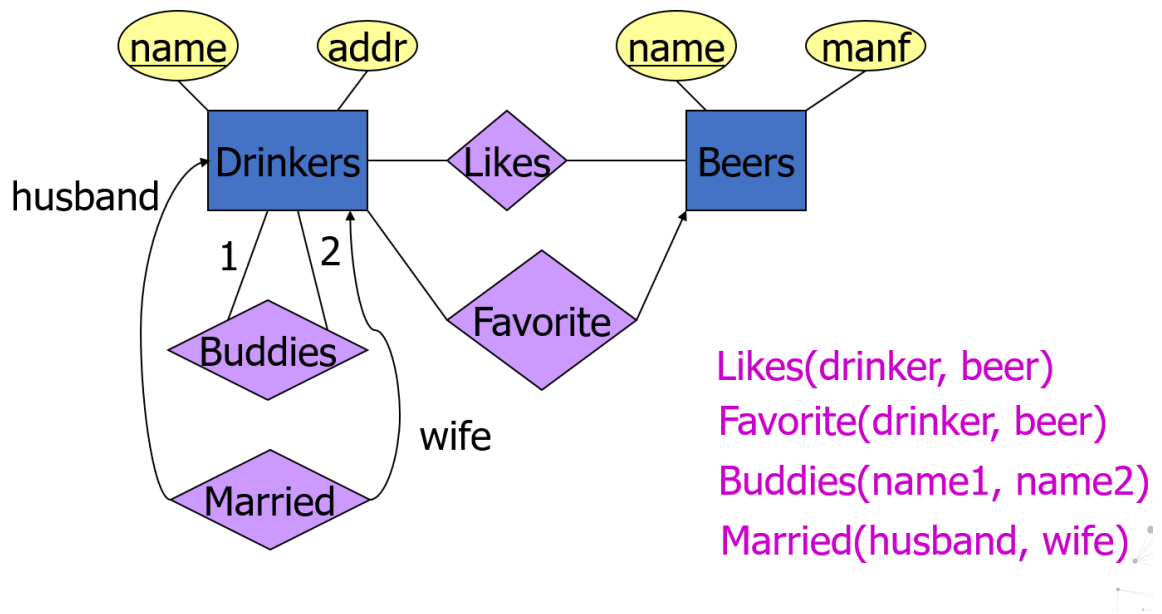 name
addr
name
manf
Drinkers
Likes
Beers
husband
1
2
Buddies
Favorite
Likes(drinker, beer)
Favorite(drinker, beer)
wife
Buddies(name1, name2)
Married
Married(husband, wife)